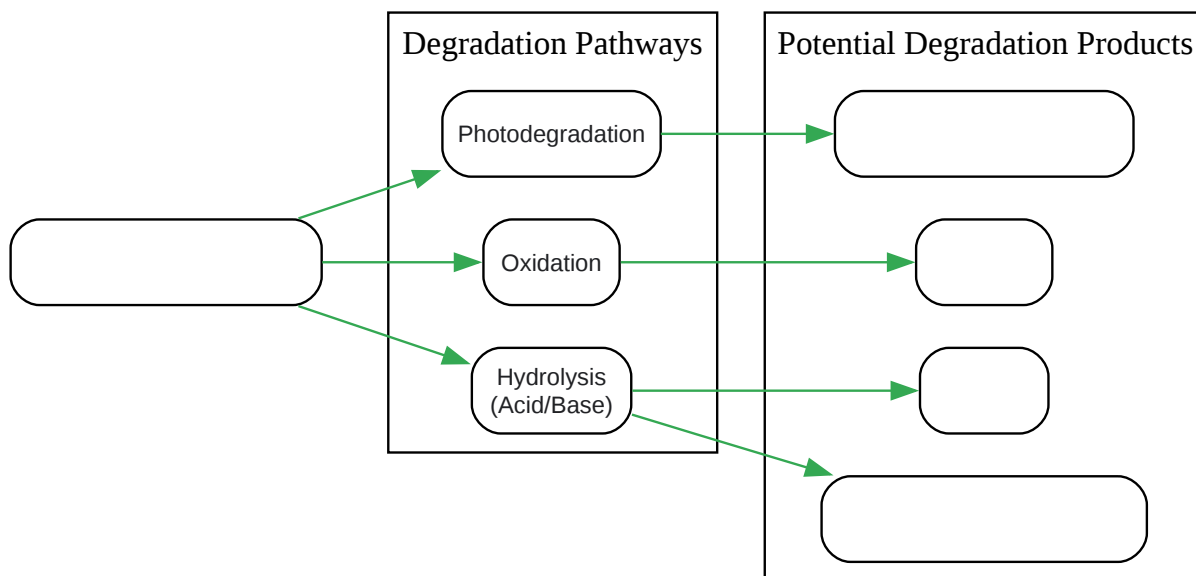 Degradation Pathways
Potential Degradation Products
Photodegradation
Oxidation
Hydrolysis
(Acid/Base)